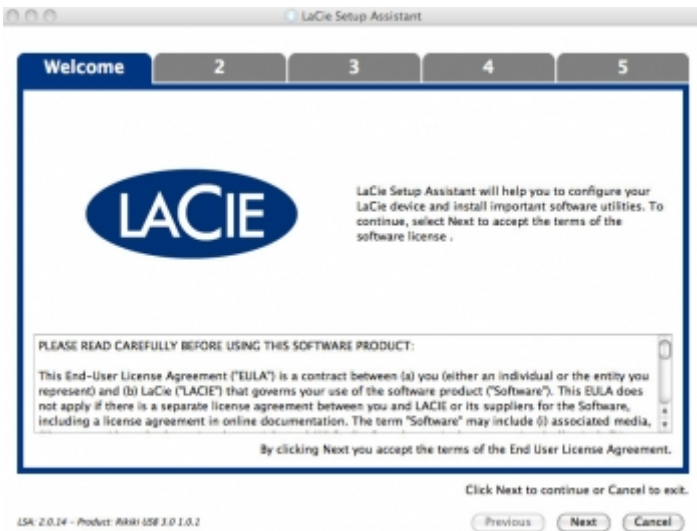 LaCie Setup Assistant
Welcome 2 3 4 5
LACIE
LaCie Setup Assistant will help you to configure your
LaCie device and install important software utilities. To
continue, select Next to accept the terms of the
software license .
PLEASE READ CAREFULLY BEFORE USING THIS SOFTWARE PRODUCT:
This End-User License Agreement ("EULA") is a contract between (a) you (either an individual or the entity you
represent) and (b) LaCie ("LACIE") that governs your use of the software product ("Software"). This EULA does
not apply if there is a separate license agreement between you and LACIE or its suppliers for the Software,
including a license agreement in online documentation. The term "Software" may include (i) associated media,
By clicking Next you accept the terms of the End User License Agreement.
Click Next to continue or Cancel to exit.
LSA: 2.0.14 - Product: Rikiki USB 3.0 1.0.2
Previous Next Cancel